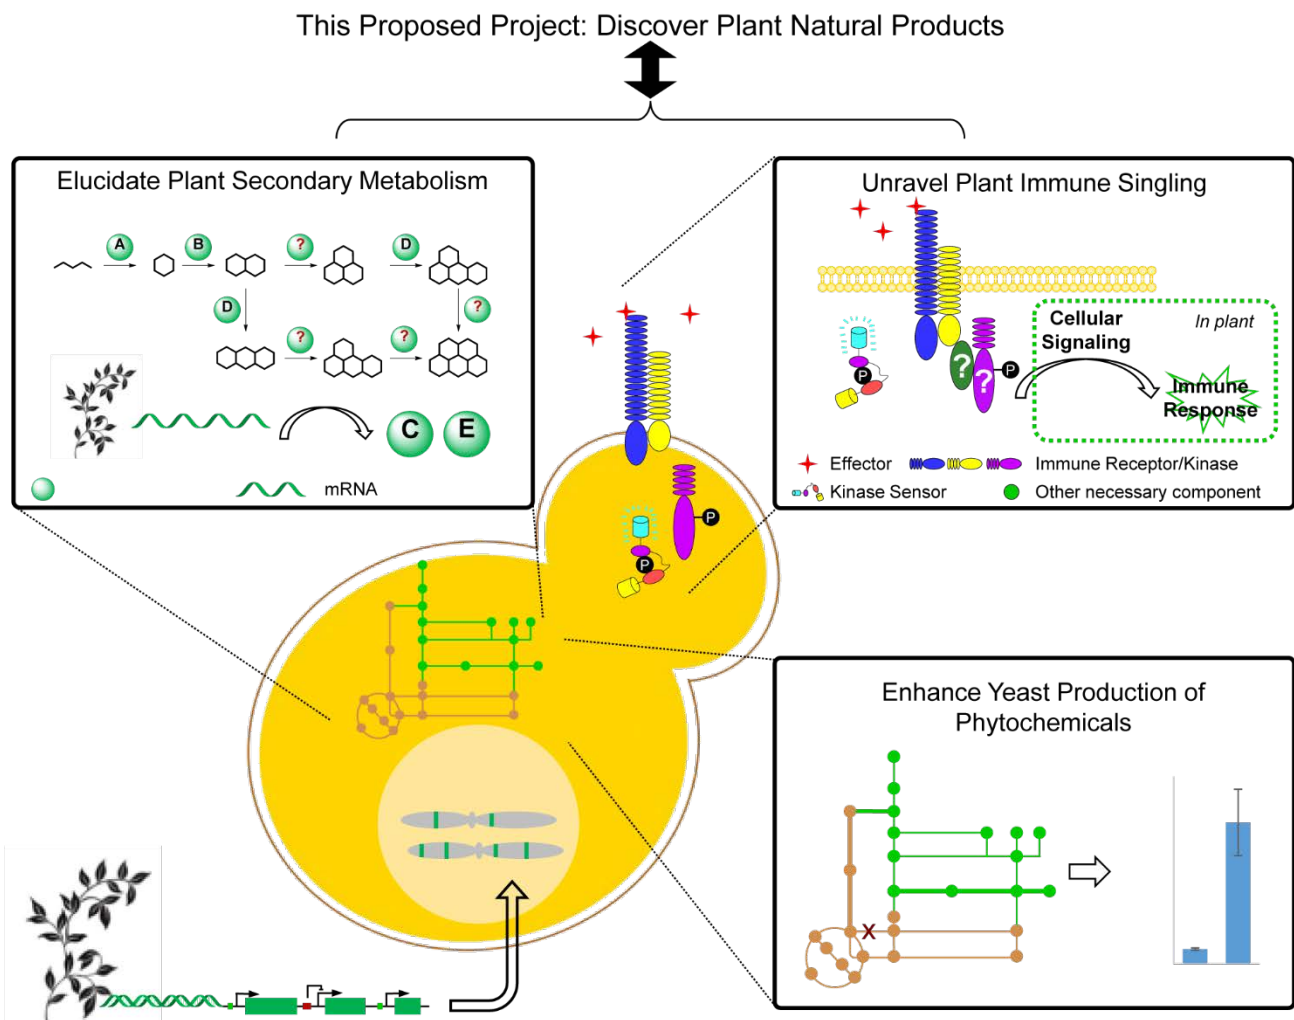 This Proposed Project: Discover Plant Natural Products
Elucidate Plant Secondary Metabolism
A
B
?
D
D
?
?
?
C
E
mRNA
Unravel Plant Immune Singling
Cellular
Signaling
In plant
P
?
?
P
Immune
Response
Effector
Immune Receptor/Kinase
Kinase Sensor
Other necessary component
P
P
Enhance Yeast Production of
Phytochemicals
X